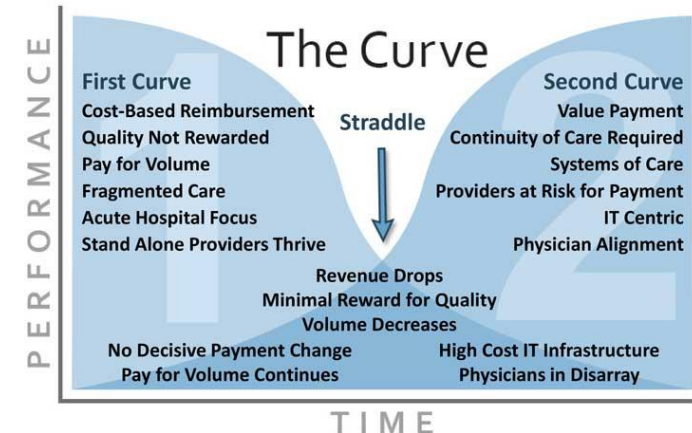 The Curve
PERFORMANCE
1
2
First Curve
Cost-Based Reimbursement
Quality Not Rewarded
Pay for Volume
Fragmented Care
Acute Hospital Focus
Stand Alone Providers Thrive
Straddle
Second Curve
Value Payment
Continuity of Care Required
Systems of Care
Providers at Risk for Payment
IT Centric
Physician Alignment
Revenue Drops
Minimal Reward for Quality
Volume Decreases
No Decisive Payment Change
Pay for Volume Continues
High Cost IT Infrastructure
Physicians in Disarray
TIME